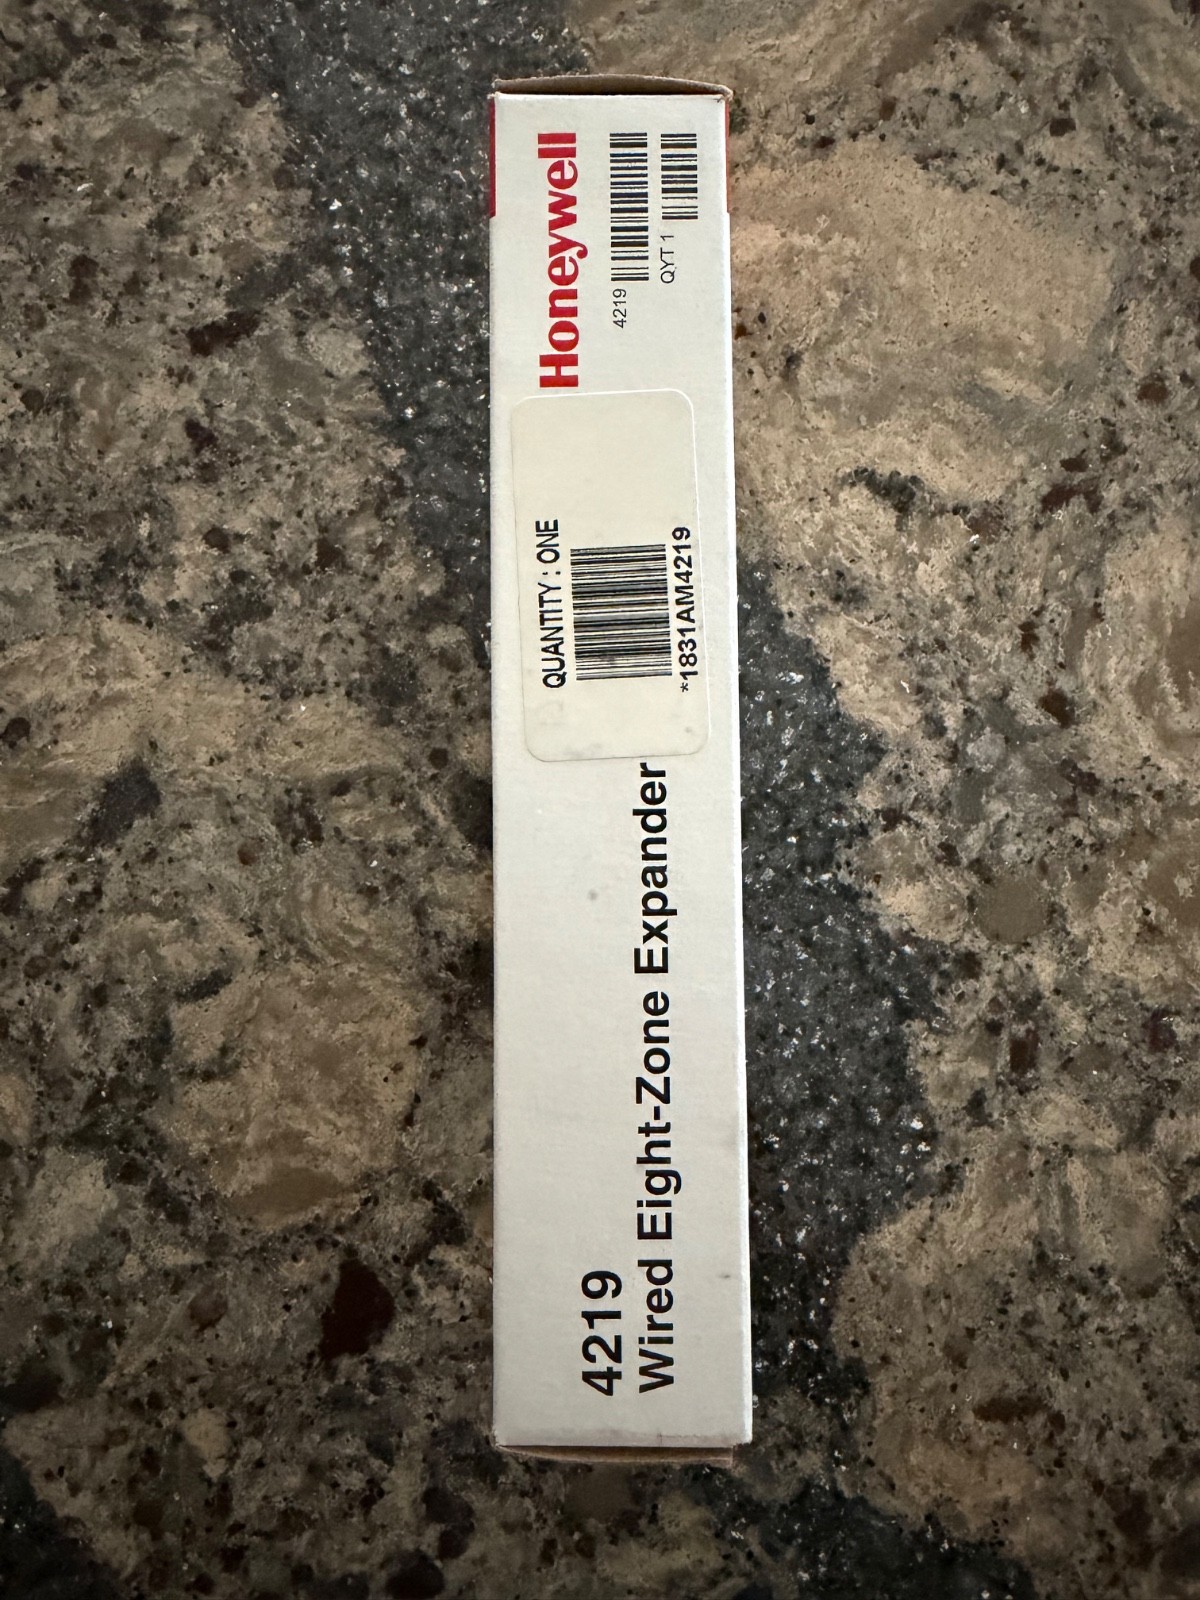 4219
Wired Eight-Zone Expander
QUANTITY : ONE
*1831AM4219
Honeywell
4219
QYT 1